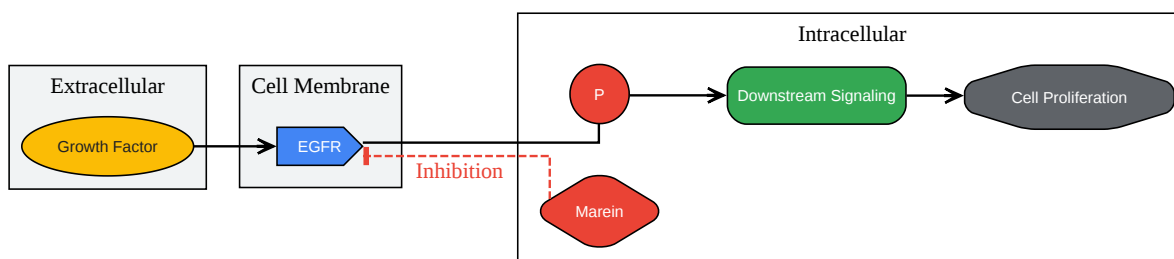 Extracellular
Growth Factor
Cell Membrane
EGFR
Inhibition
Intracellular
P
Downstream Signaling
Cell Proliferation
Marein